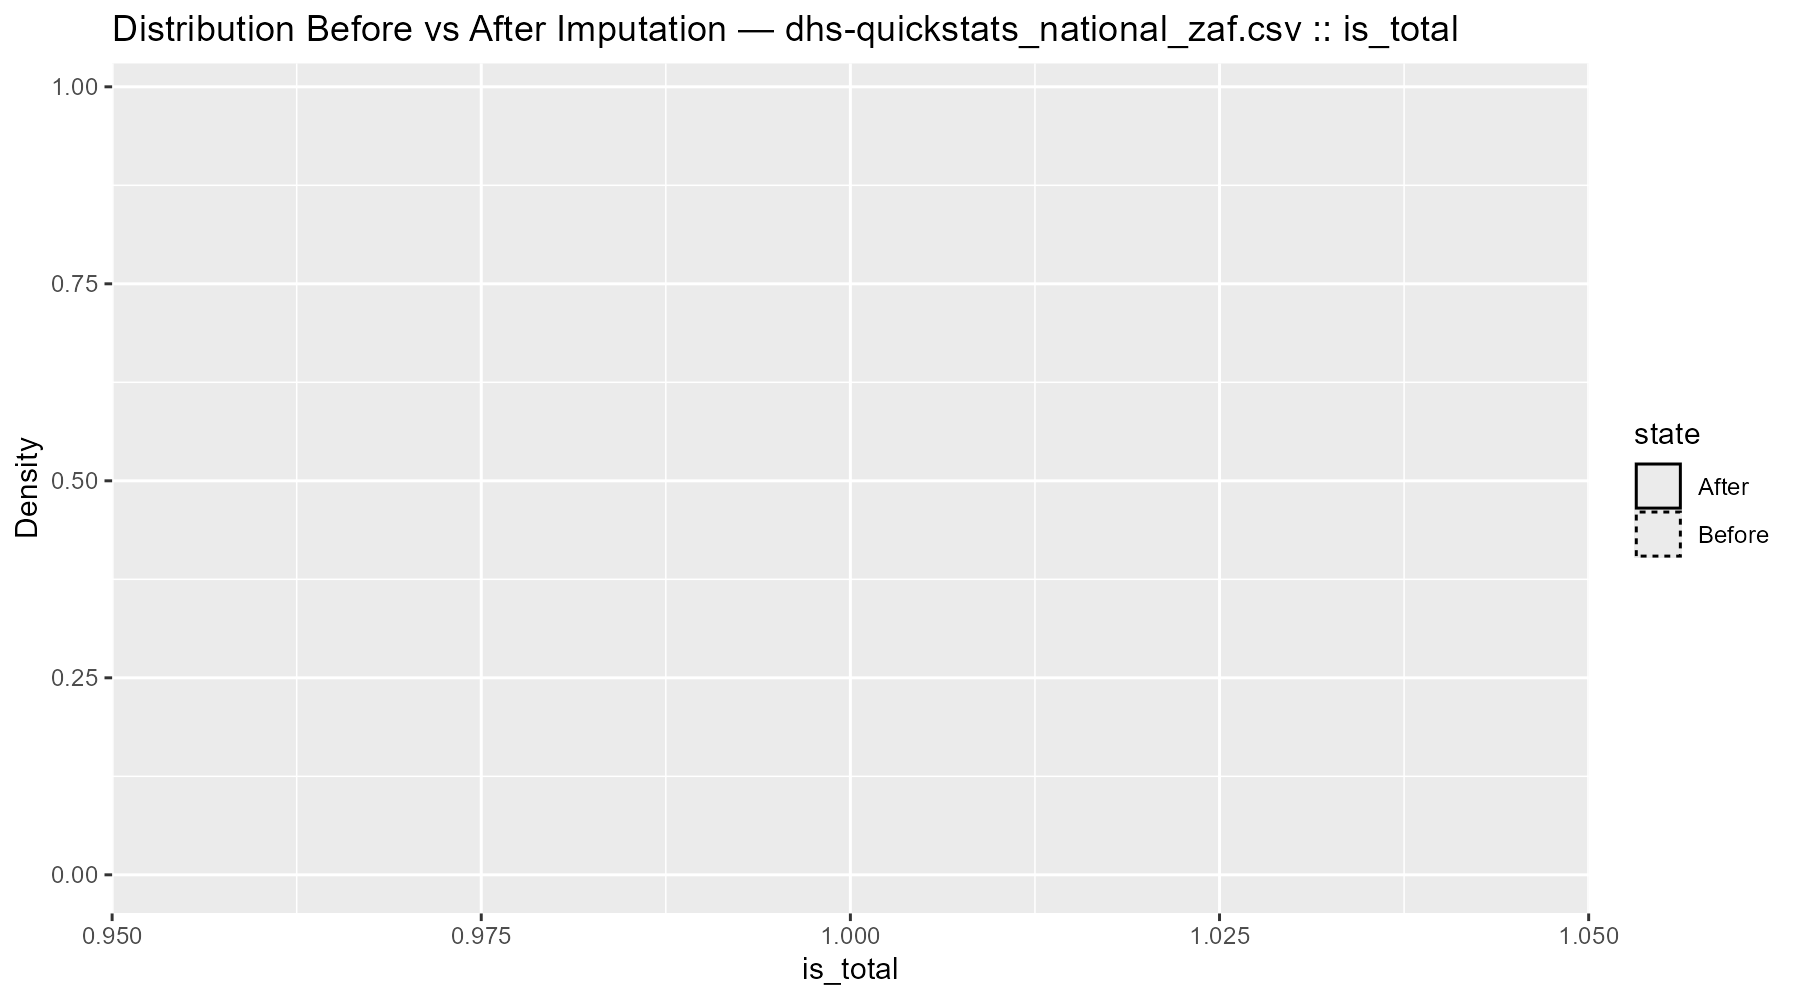 Distribution Before vs After Imputation — dhs-quickstats_national_zaf.csv :: is_total
1.00
0.75
0.50
0.25
0.00
Density
0.950 0.975 1.000 1.025 1.050
is_total
state
After
Before